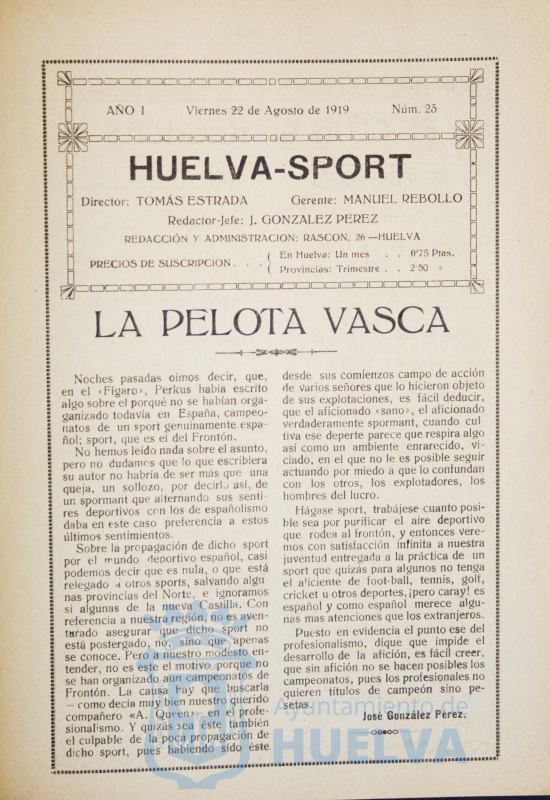 AÑO I
Viernes 22 de Agosto de 1919
Núm. 25
HUELVA-SPORT
Director: TOMÁS ESTRADA
Gerente: MANUEL REBOLLO
Redactor-Jefe: J. GONZALEZ PEREZ
REDACCIÓN Y ADMINISTRACION: RASCON, 26 —HUELVA
PRECIOS DE SUSCRIPCION . . .
( En Huelva: Un mes . . 0'75 Ptas.
( Provincias: Trimestre . . 2'50 »
LA PELOTA VASCA
Noches pasadas oimos decir, que,
en el «Fígaro», Perkus había escrito
algo sobre el porqué no se habían orga-
ganizado todavía en España, campeo-
natos de un sport genuinamente espa-
ñol; sport, que es el del Frontón.
No hemos leído nada sobre el asunto,
pero no dudamos que lo que escribiera
su autor no habría de ser más que una
queja, un sollozo, por decirlo así, de
un spormant que alternando sus senti-
res deportivos con los de españolismo
daba en este caso preferencia a estos
últimos sentimientos.
Sobre la propagación de dicho sport
por el mundo deportivo español, casi
podemos decir que es nula, o que está
relegado a otros sports, salvando algu
nas provincias del Norte, e ignoramos
si algunas de la nueva Castilla. Con
referencia a nuestra región, no es aven-
turado asegurar que dicho sport no
está postergado, no, sino que apenas
se conoce. Pero a nuestro modesto en-
tender, no es este el motivo porque no
se han organizado aun campeonatos de
Frontón. La causa hay que buscarla
—como decía muy bien nuestro querido
compañero «A. Queen»— en el profe-
sionalismo. Y quizás sea éste también
el culpable de la poca propagación de
dicho sport, pues habiendo sido éste
desde sus comienzos campo de acción
de varios señores que lo hicieron objeto
de sus explotaciones, es fácil deducir,
que el aficionado «sano», el aficionado
verdaderamente spormant, cuando cul
tiva ese deperte parece que respira algo
así como un ambiente enrarecido, vi-
ciado, en el que no le es posible seguir
actuando por miedo a que lo confundan
con los otros, los explotadores, los
hombres del lucro.
Hágase sport, trabájese cuanto posi-
ble sea por purificar el aire deportivo
que rodea al frontón, y entonces vere-
mos con satisfacción infinita a nuestra
juventud entregada a la práctica de un
sport que quizás para algunos no tenga
el aliciente de foot-ball, tennis, golf,
cricket u otros deportes, ¡pero caray! es
español y como español merece algu-
nas mas atenciones que los extranjeros.
Puesto en evidencia el punto ese del
profesionalismo, dique que impide el
desarrollo de la afición, es fácil creer,
que sin afición no se hacen posibles los
campeonatos, pues los profesionales no
quieren títulos de campeón sino pe-
setas.
José González Pérez.
Ayuntamiento de
HUELVA